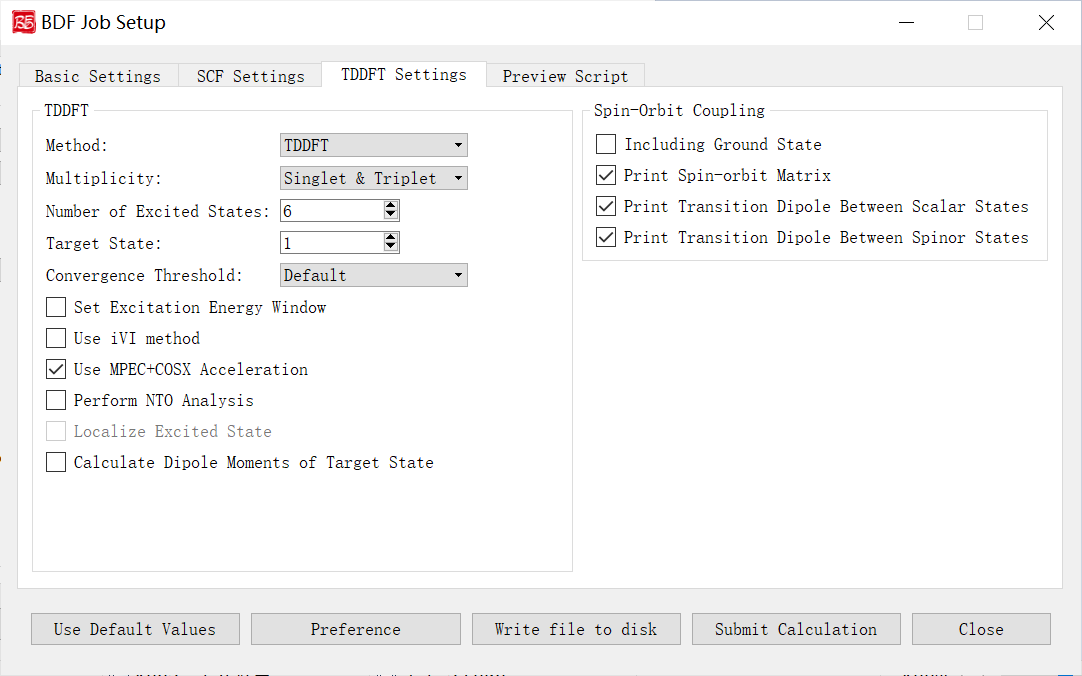 BDF Job Setup
Basic Settings
SCF Settings
TDDFT Settings
Preview Script
TDDFT
Method:
TDDFT
Multiplicity:
Singlet & Triplet
Number of Excited States:
6
Target State:
1
Convergence Threshold:
Default
Set Excitation Energy Window
Use iVI method
Use MPEC+COSX Acceleration
Perform NTO Analysis
Localize Excited State
Calculate Dipole Moments of Target State
Spin-Orbit Coupling
Including Ground State
Print Spin-orbit Matrix
Print Transition Dipole Between Scalar States
Print Transition Dipole Between Spinor States
Use Default Values
Preference
Write file to disk
Submit Calculation
Close